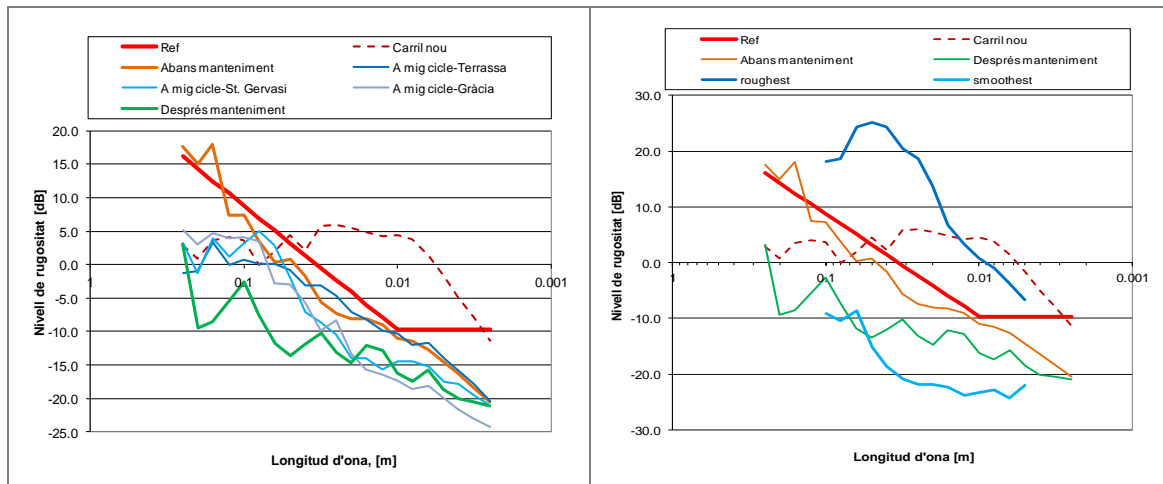 Ref
Carril nou
Abans manteniment
A mig cicle-Terrassa
A mig cicle-St. Gervasi
A mig cicle-Gràcia
Després manteniment
20.0
15.0
10.0
5.0
0.0
-5.0
-10.0
-15.0
-20.0
-25.0
1
0.01
0.01
0.001
Nivell de rugositat [dB]
Longitud d'ona, [m]
Ref
Carril nou
Abans manteniment
Després manteniment
roughest
smoothest
30.0
20.0
10.0
0.0
-10.0
-20.0
-30.0
1
0.01
0.01
0.001
Nivell de rugositat [dB]
Longitud d'ona [m]